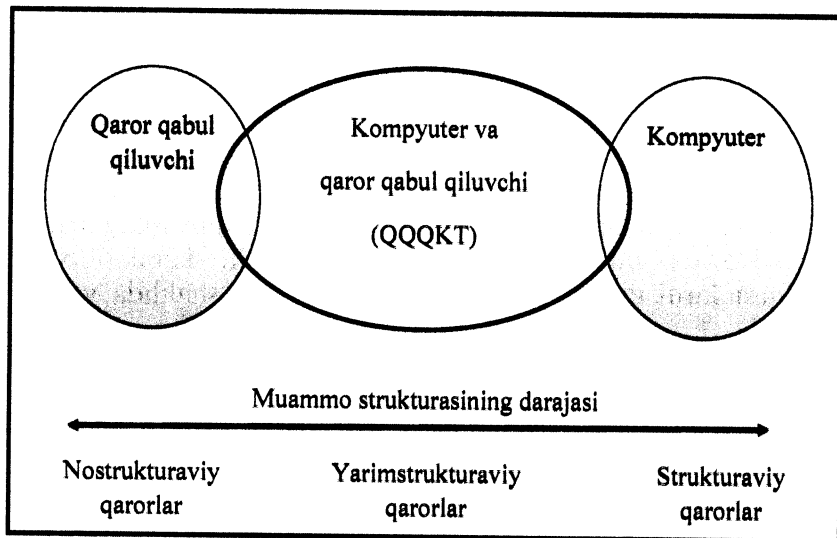 Qaror qabul
qiluvchi
Kompyuter va
qaror qabul qiluvchi
(QQQKT)
Kompyuter
Muammo strukturasining darajasi
Nostrukturaviy
qarorlar
Yarimstrukturaviy
qarorlar
Strukturaviy
qarorlar